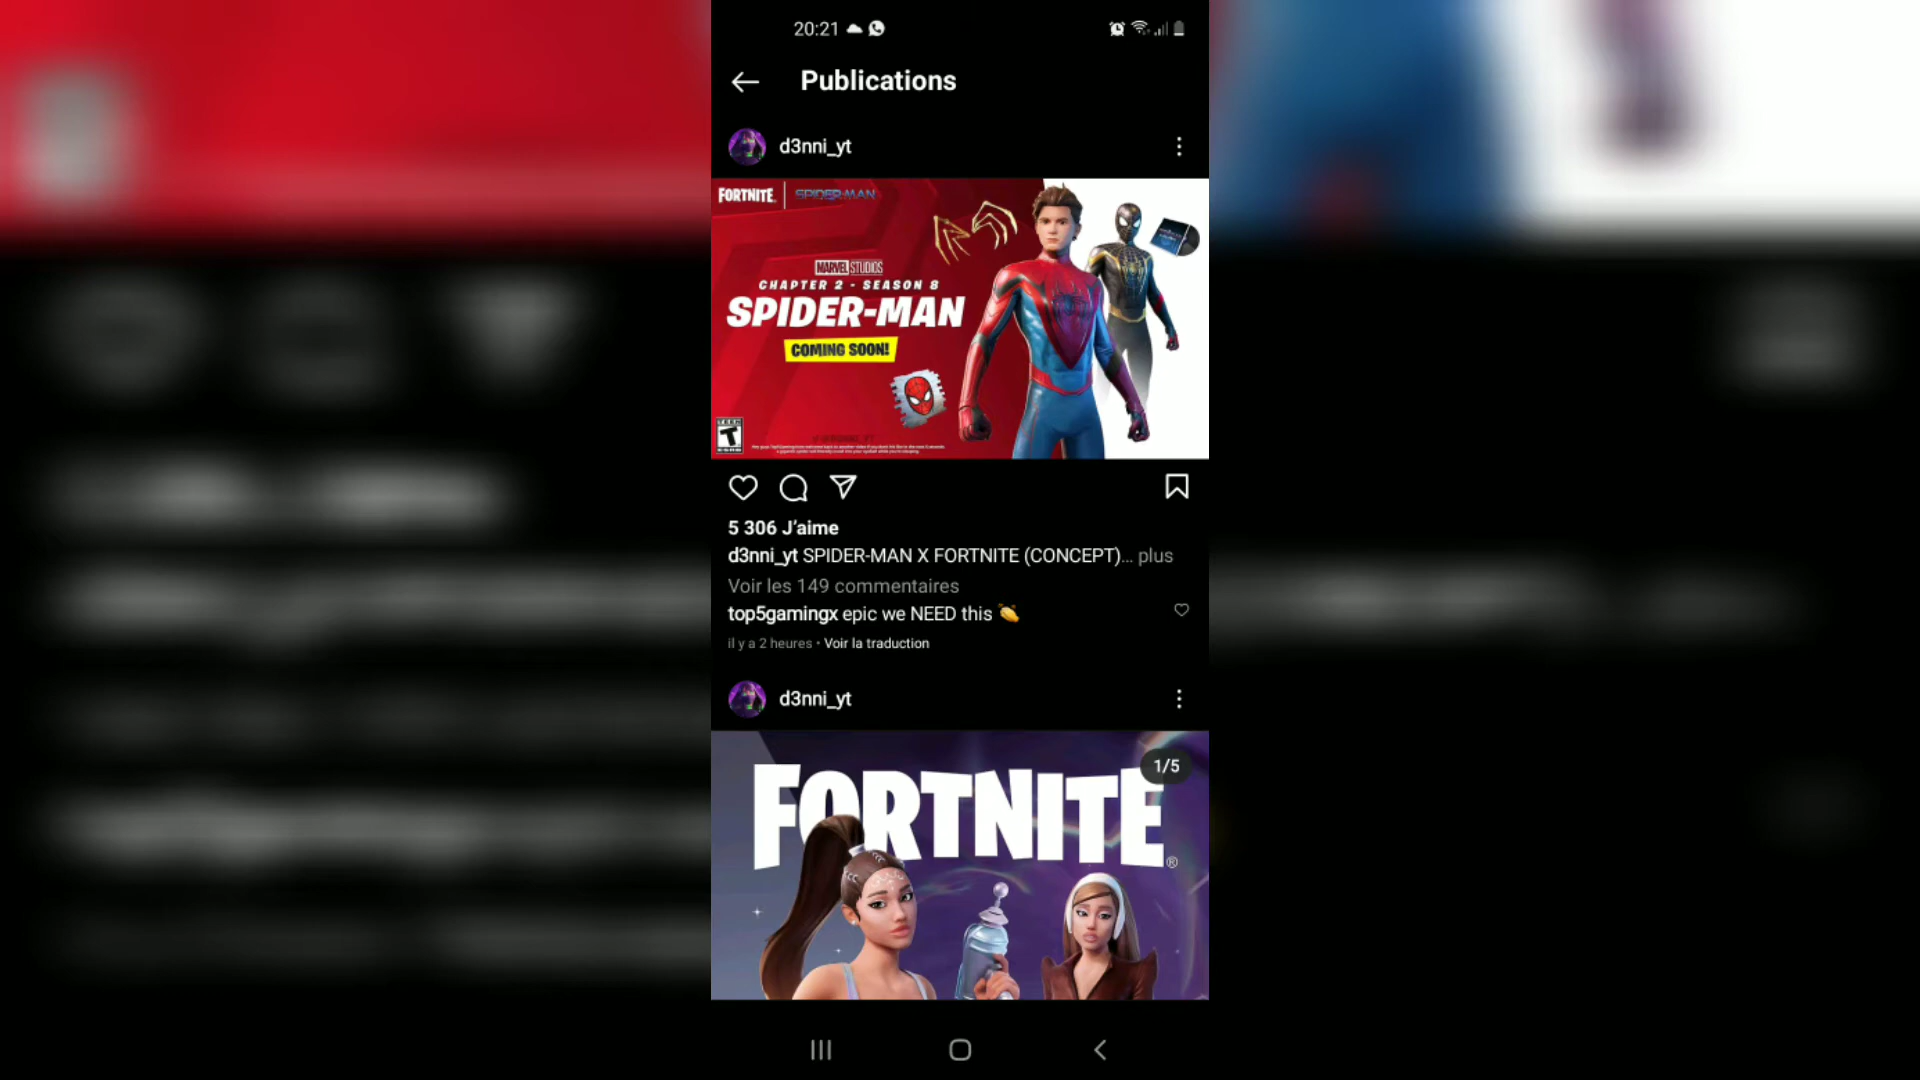 20:21
Publications
d3nni_yt
FORTNITE
SPIDER-MAN
MARVEL STUDIOS
CHAPTER 2 - SEASON 8
SPIDER-MAN
COMING SOON!
TEEN
T
5 306 J’aime
d3nni_yt SPIDER-MAN X FORTNITE (CONCEPT)... plus
Voir les 149 commentaires
top5gamingx epic we NEED this 👏
il y a 2 heures • Voir la traduction
d3nni_yt
1/5
FORTNITE®